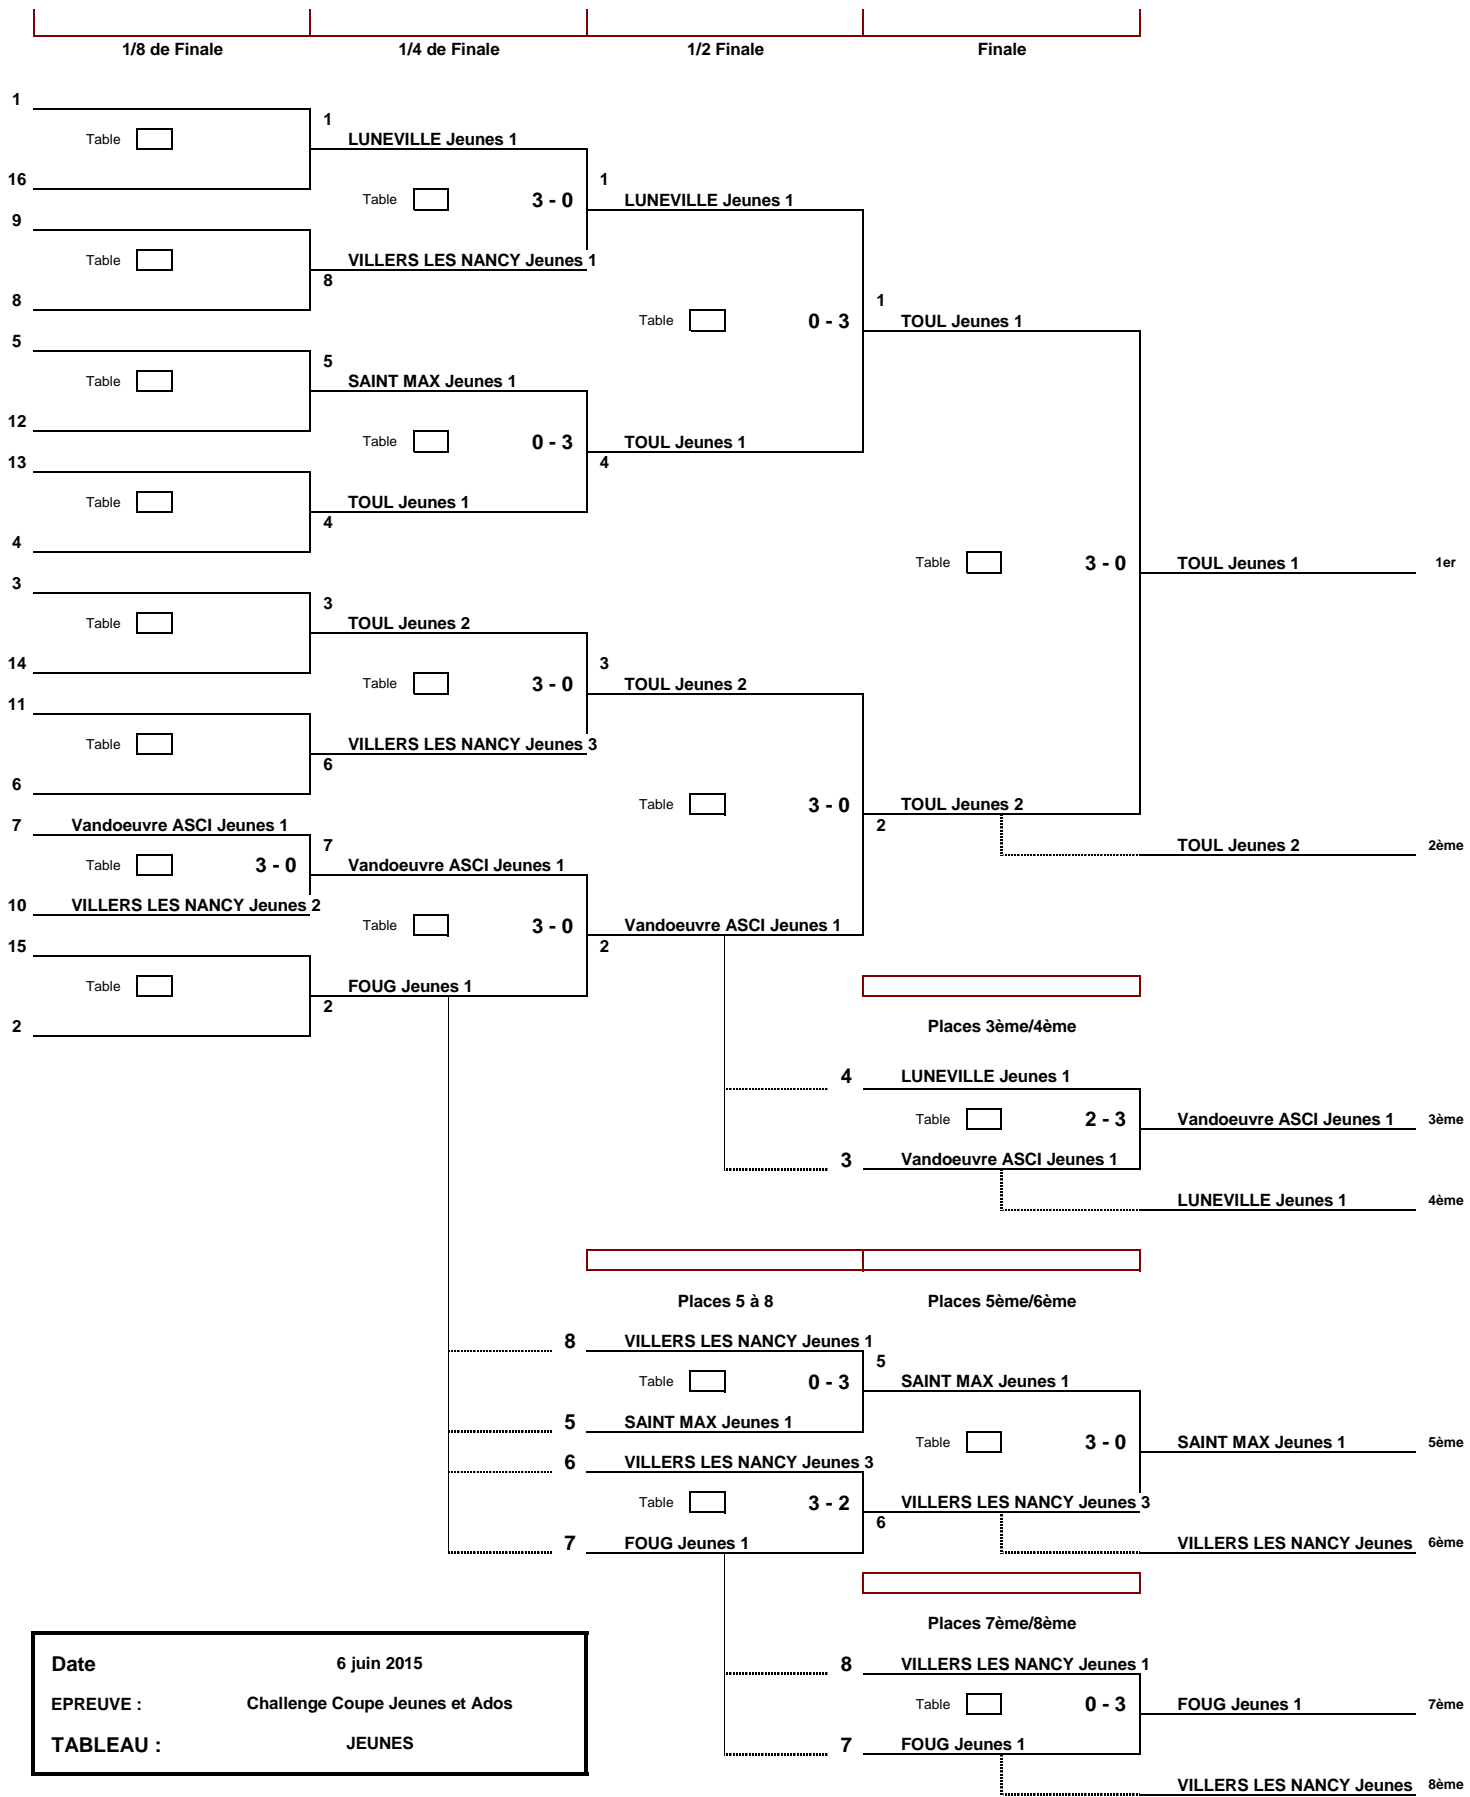 1/8 de Finale 1/4 de Finale 1/2 Finale Finale
1
1
Table
LUNEVILLE Jeunes 1
16
1
Table 3 - 0 LUNEVILLE Jeunes 1
9
Table
VILLERS LES NANCY Jeunes 1
8
8
1
Table 0 - 3 TOUL Jeunes 1
5
5
Table
SAINT MAX Jeunes 1
12
Table 0 - 3 TOUL Jeunes 1
13
4
Table
TOUL Jeunes 1
4
4
Table 3 - 0 TOUL Jeunes 1 1er
3
3
Table
TOUL Jeunes 2
14
3
Table 3 - 0 TOUL Jeunes 2
11
Table
VILLERS LES NANCY Jeunes 3
6
6
Table 3 - 0 TOUL Jeunes 2
7 Vandoeuvre ASCI Jeunes 1
2
7
TOUL Jeunes 2 2ème
Table 3 - 0 Vandoeuvre ASCI Jeunes 1
10 VILLERS LES NANCY Jeunes 2
Table 3 - 0 Vandoeuvre ASCI Jeunes 1
15
2
Table
FOUG Jeunes 1
2
2
Places 3ème/4ème
4 LUNEVILLE Jeunes 1
Table 2 - 3 Vandoeuvre ASCI Jeunes 1 3ème
3 Vandoeuvre ASCI Jeunes 1
LUNEVILLE Jeunes 1 4ème
Places 5 à 8 Places 5ème/6ème
8 VILLERS LES NANCY Jeunes 1
5
Table 0 - 3 SAINT MAX Jeunes 1
5 SAINT MAX Jeunes 1
Table 3 - 0 SAINT MAX Jeunes 1 5ème
6 VILLERS LES NANCY Jeunes 3
Table 3 - 2 VILLERS LES NANCY Jeunes 3
6
7 FOUG Jeunes 1
VILLERS LES NANCY Jeunes 6ème
Places 7ème/8ème
8 VILLERS LES NANCY Jeunes 1
Table 0 - 3 FOUG Jeunes 1 7ème
7 FOUG Jeunes 1
VILLERS LES NANCY Jeunes 8ème
Date 6 juin 2015
EPREUVE : Challenge Coupe Jeunes et Ados
TABLEAU : JEUNES